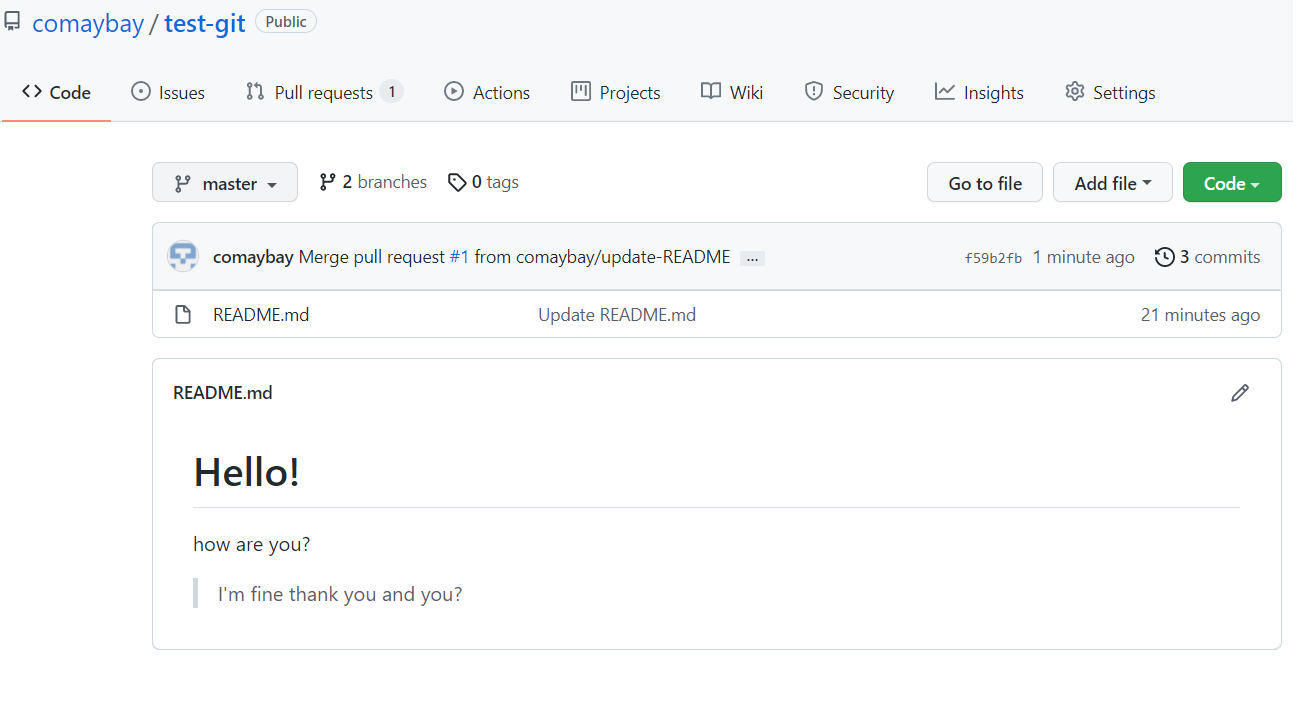 comaybay / test-git Public
Code Issues Pull requests 1 Actions Projects Wiki Security Insights Settings
master 2 branches 0 tags Go to file Add file Code
comaybay Merge pull request #1 from comaybay/update-README ... f59b2fb 1 minute ago 3 commits
README.md Update README.md 21 minutes ago
README.md
Hello!
how are you?
I'm fine thank you and you?